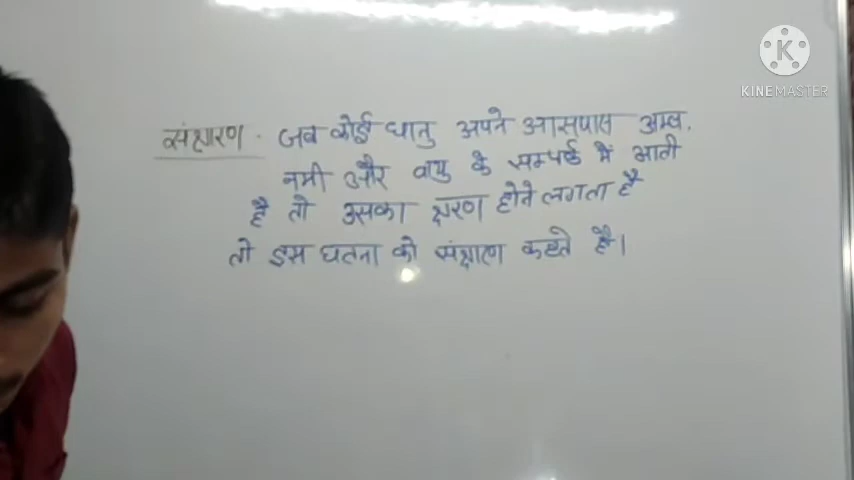 संक्षारण - जब कोई धातु अपने आसपास अम्ल,
नमी और वायु के सम्पर्क में आती
है तो उसका क्षरण होने लगता है
तो इस घटना को संक्षारण कहते है।
KINEMASTER